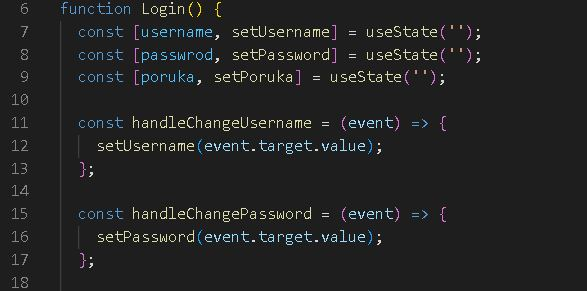 6 function Login() {
7 const [username, setUsername] = useState('');
8 const [passwrod, setPassword] = useState('');
9 const [poruka, setPoruka] = useState('');
10
11 const handleChangeUsername = (event) => {
12 setUsername(event.target.value);
13 };
14
15 const handleChangePassword = (event) => {
16 setPassword(event.target.value);
17 };
18